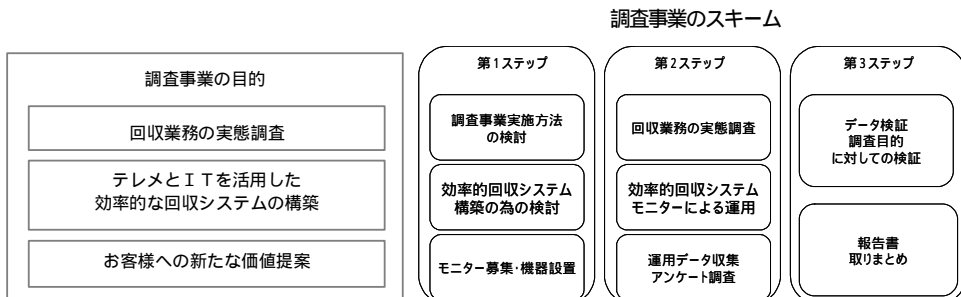 調査事業のスキーム
調査事業の目的
回収業務の実態調査
テレメとＩＴを活用した
効率的な回収システムの構築
お客様への新たな価値提案
第1ステップ
調査事業実施方法
の検討
効率的回収システム
構築の為の検討
モニター募集･機器設置
第2ステップ
回収業務の実態調査
効率的回収システム
モニターによる運用
運用データ収集
アンケート調査
第3ステップ
データ検証
調査目的
に対しての検証
報告書
取りまとめ